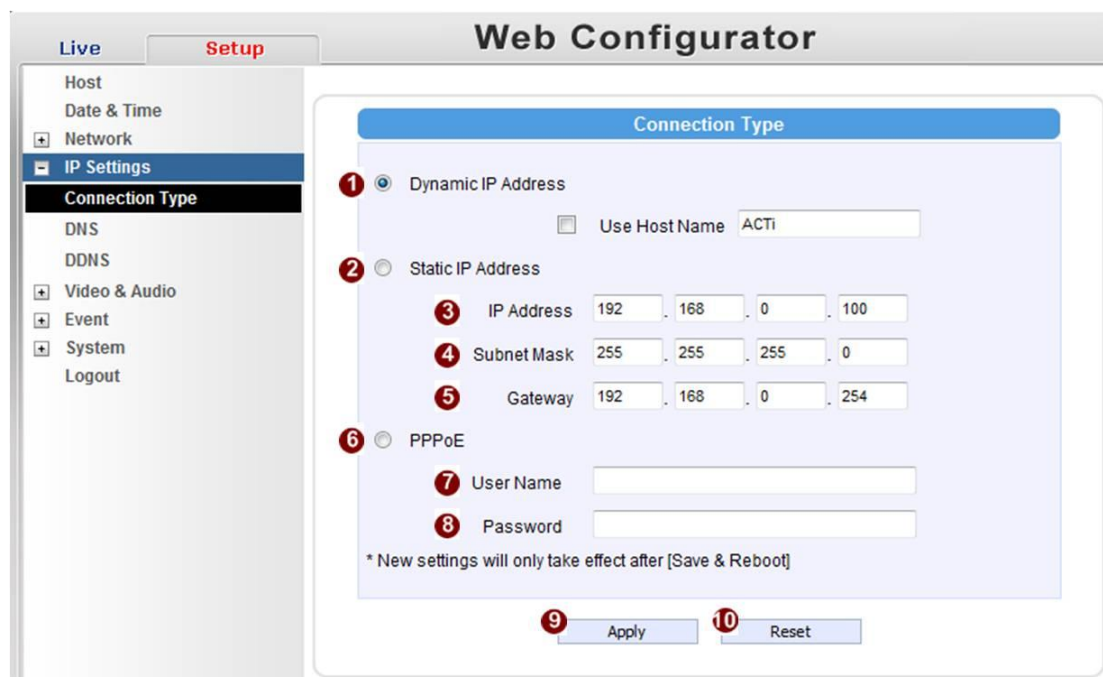 Web Configurator
Live Setup
Host
Date & Time
Network
IP Settings
Connection Type
DNS
DDNS
Video & Audio
Event
System
Logout
Connection Type
1 Dynamic IP Address
Use Host Name ACTi
2 Static IP Address
3 IP Address 192 . 168 . 0 . 100
4 Subnet Mask 255 . 255 . 255 . 0
5 Gateway 192 . 168 . 0 . 254
6 PPPoE
7 User Name
8 Password
* New settings will only take effect after [Save & Reboot]
9 Apply 10 Reset